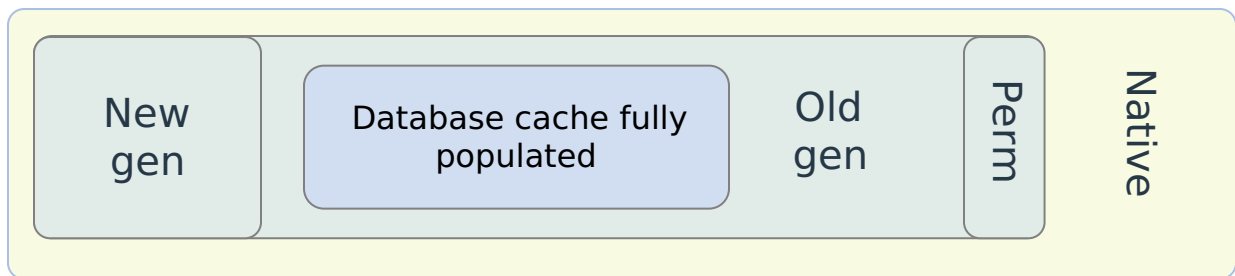 New
gen
Database cache fully
populated
Old
gen
Perm
Native